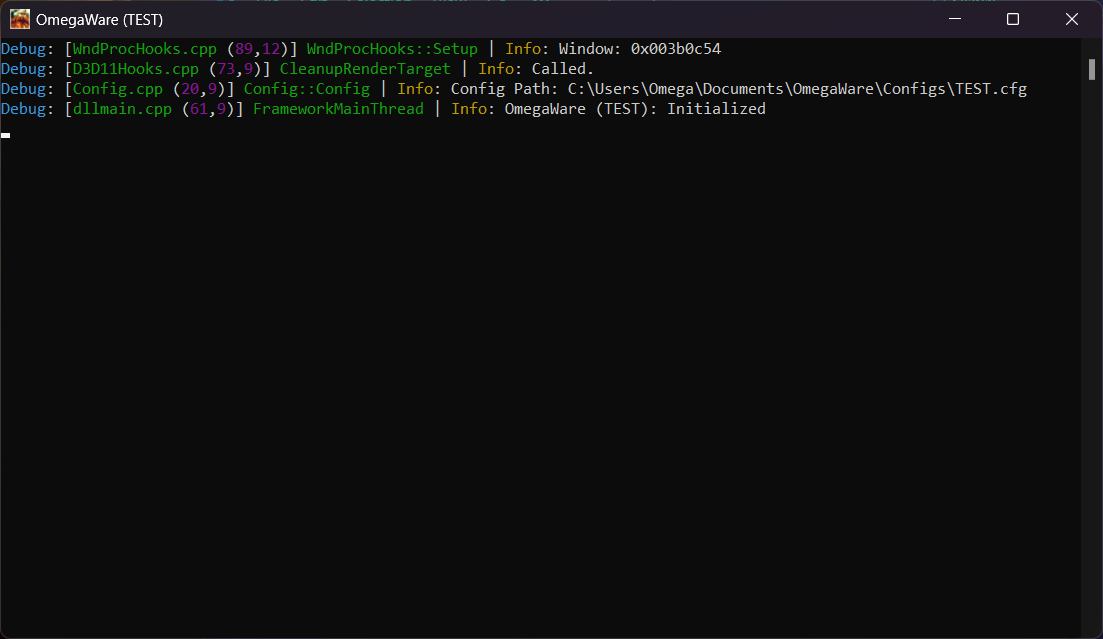 OmegaWare (TEST)
Debug: [WndProcHooks.cpp (89,12)] WndProcHooks::Setup | Info: Window: 0x003b0c54
Debug: [D3D11Hooks.cpp (73,9)] CleanupRenderTarget | Info: Called.
Debug: [Config.cpp (20,9)] Config::Config | Info: Config Path: C:\Users\Omega\Documents\OmegaWare\Configs\TEST.cfg
Debug: [dllmain.cpp (61,9)] FrameworkMainThread | Info: OmegaWare (TEST): Initialized